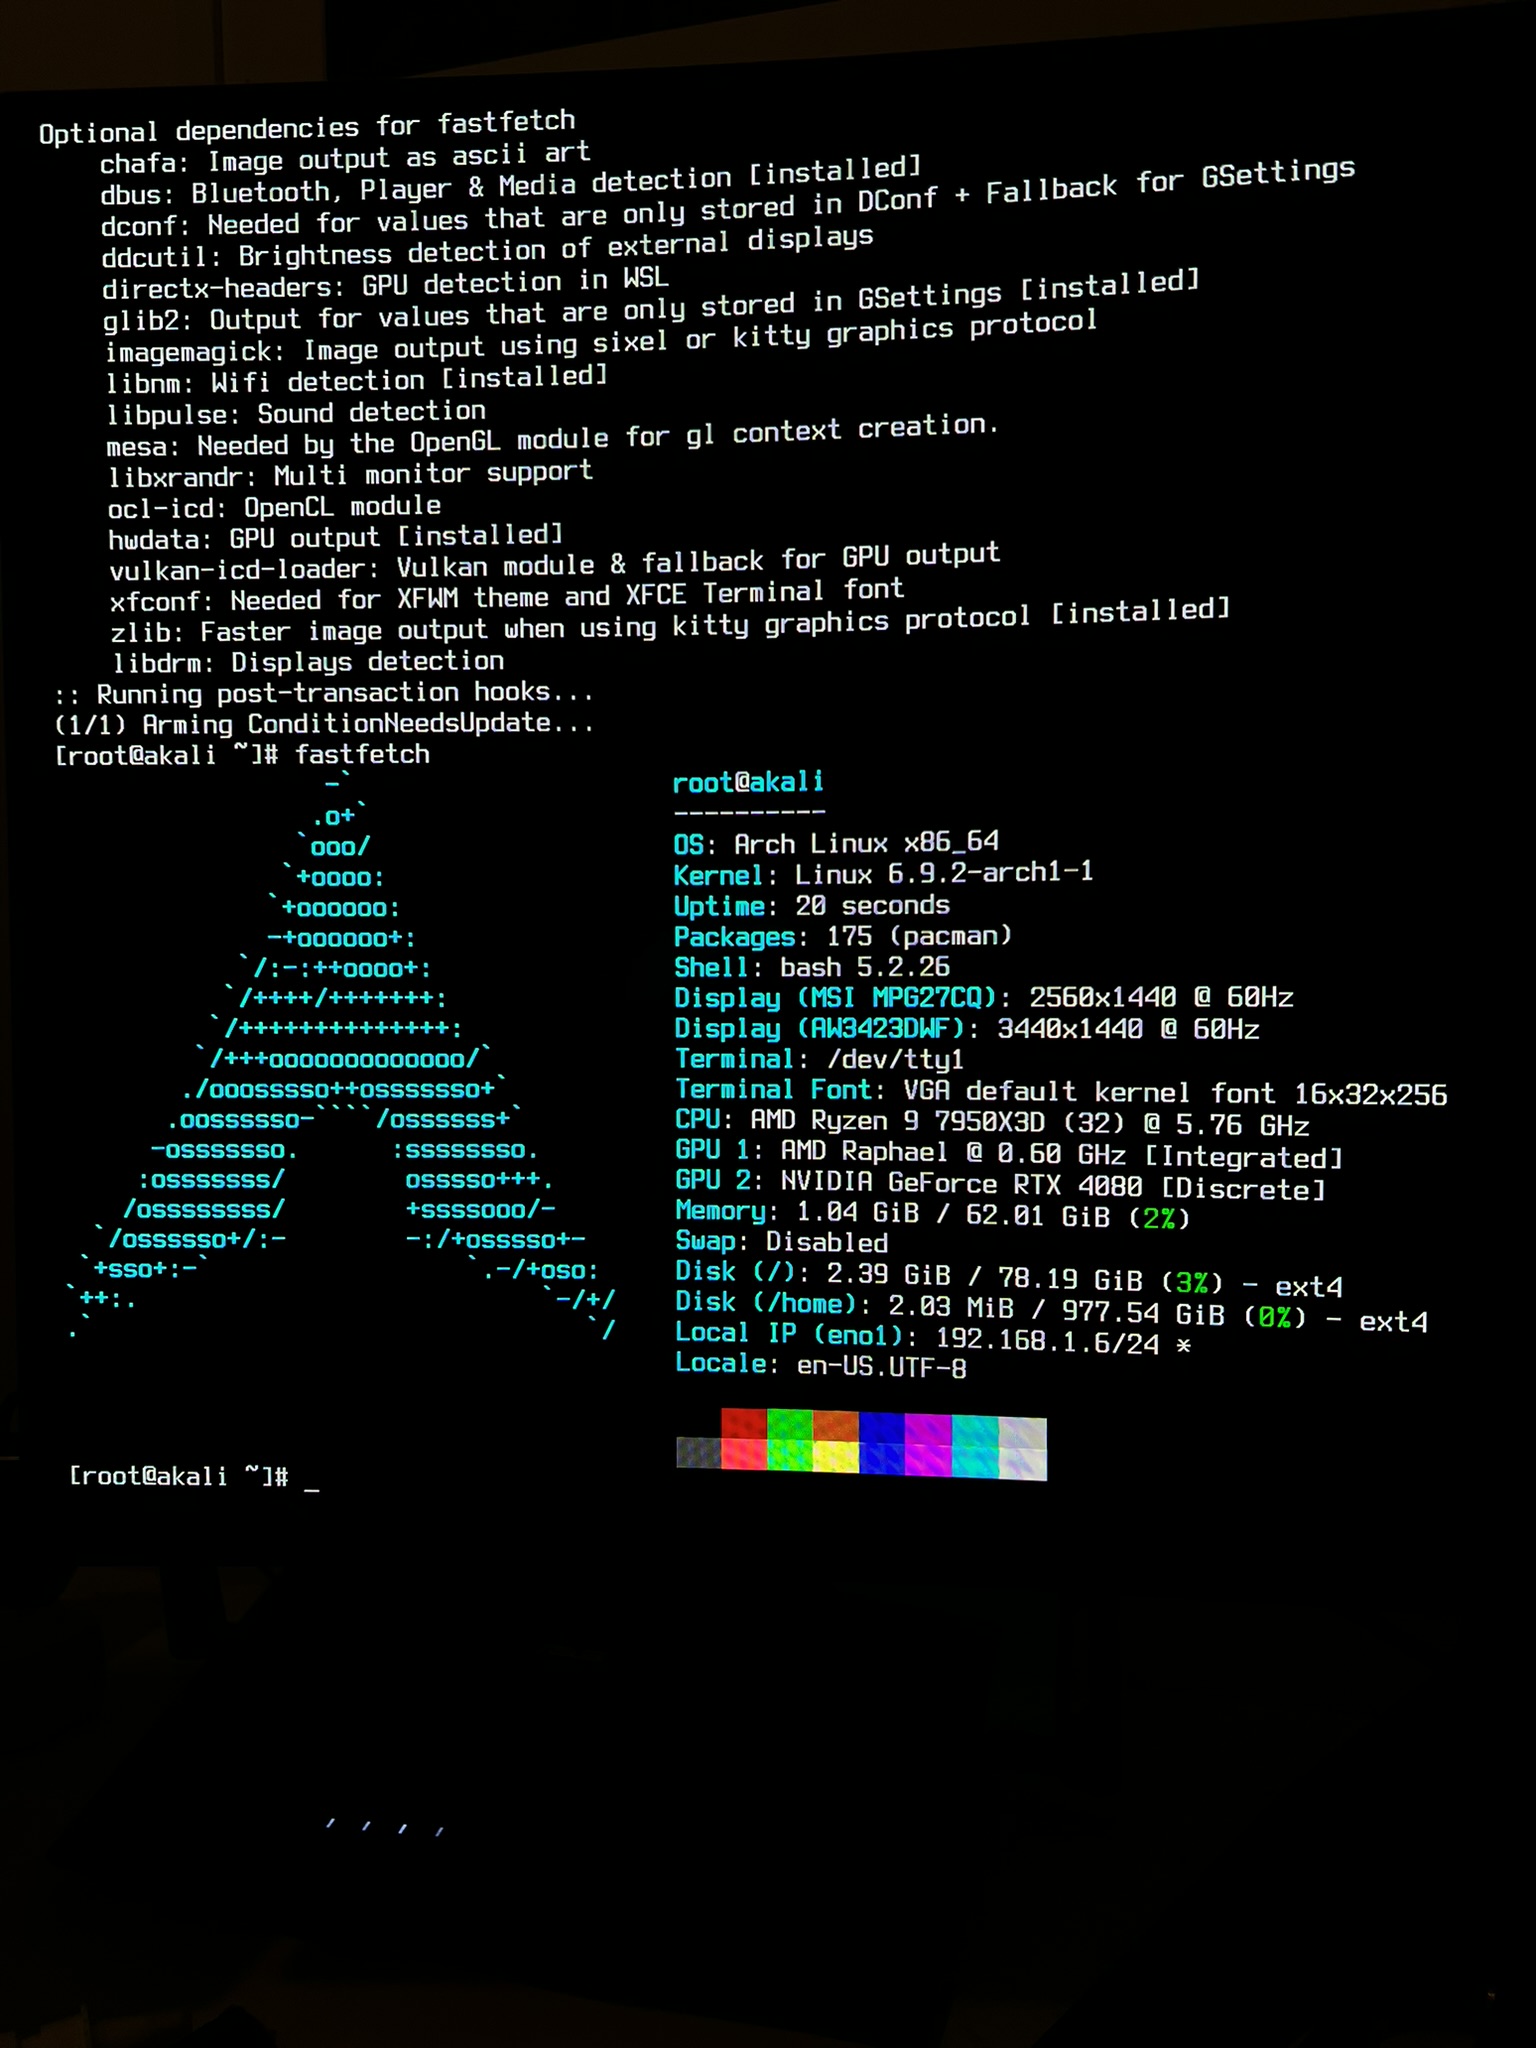 Optional dependencies for fastfetch
    chafa: Image output as ascii art
    dbus: Bluetooth, Player & Media detection [installed]
    dconf: Needed for values that are only stored in DConf + Fallback for GSettings
    ddcutil: Brightness detection of external displays
    directx-headers: GPU detection in WSL
    glib2: Output for values that are only stored in GSettings [installed]
    imagemagick: Image output using sixel or kitty graphics protocol
    libnm: Wifi detection [installed]
    libpulse: Sound detection
    mesa: Needed by the OpenGL module for gl context creation.
    libxrandr: Multi monitor support
    ocl-icd: OpenCL module
    hwdata: GPU output [installed]
    vulkan-icd-loader: Vulkan module & fallback for GPU output
    xfconf: Needed for XFWM theme and XFCE Terminal font
    zlib: Faster image output when using kitty graphics protocol [installed]
    libdrm: Displays detection
:: Running post-transaction hooks...
(1/1) Arming ConditionNeedsUpdate...
[root@akali ~]# fastfetch
root@akali
----------
OS: Arch Linux x86_64
Kernel: Linux 6.9.2-arch1-1
Uptime: 20 seconds
Packages: 175 (pacman)
Shell: bash 5.2.26
Display (MSI MPG27CQ): 2560x1440 @ 60Hz
Display (AW3423DWF): 3440x1440 @ 60Hz
Terminal: /dev/tty1
Terminal Font: VGA default kernel font 16x32x256
CPU: AMD Ryzen 9 7950X3D (32) @ 5.76 GHz
GPU 1: AMD Raphael @ 0.60 GHz [Integrated]
GPU 2: NVIDIA GeForce RTX 4080 [Discrete]
Memory: 1.04 GiB / 62.01 GiB (2%)
Swap: Disabled
Disk (/): 2.39 GiB / 78.19 GiB (3%) - ext4
Disk (/home): 2.03 MiB / 977.54 GiB (0%) - ext4
Local IP (eno1): 192.168.1.6/24 *
Locale: en-US.UTF-8
[root@akali ~]# _